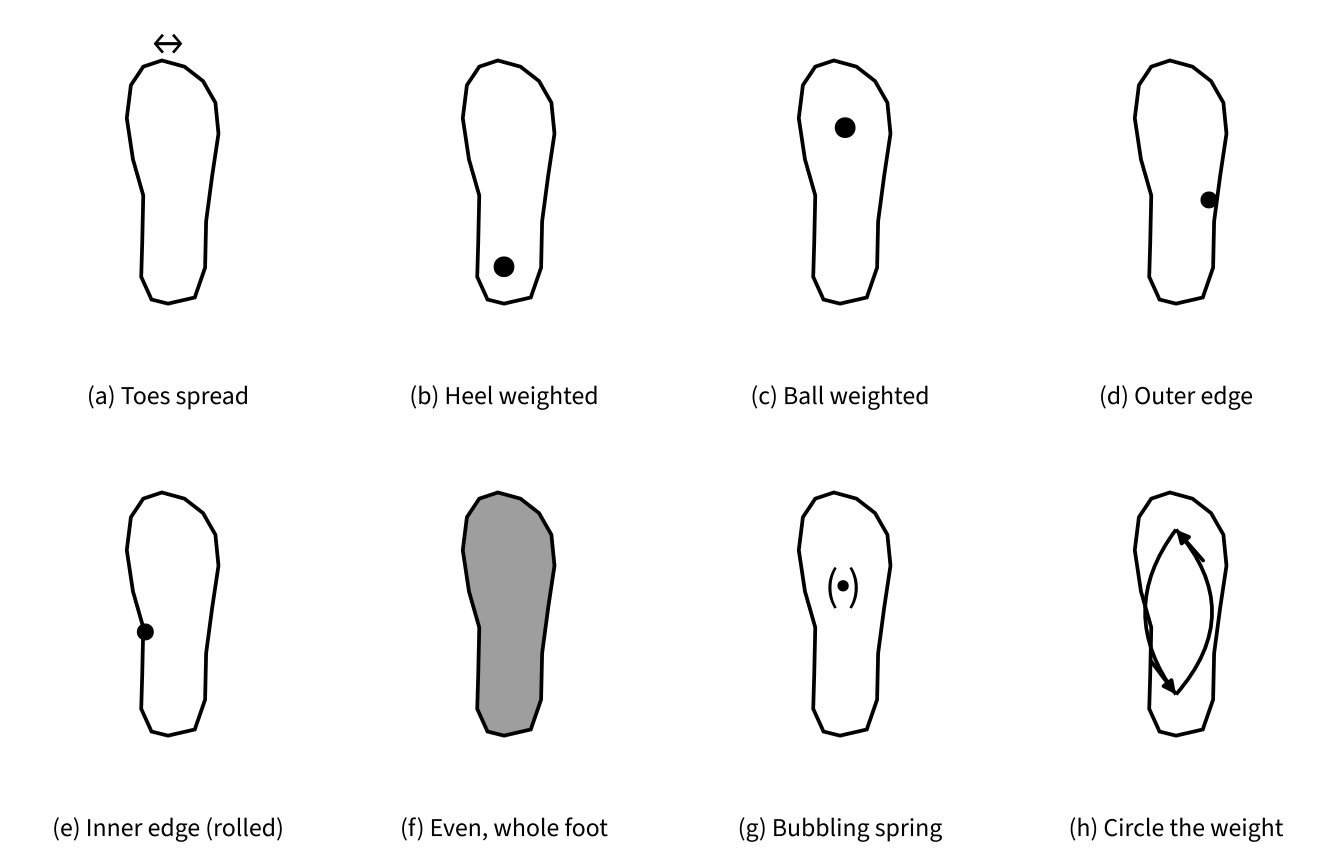 (a) Toes spread
(b) Heel weighted
(c) Ball weighted
(d) Outer edge
(e) Inner edge (rolled)
(f) Even, whole foot
(g) Bubbling spring
(h) Circle the weight